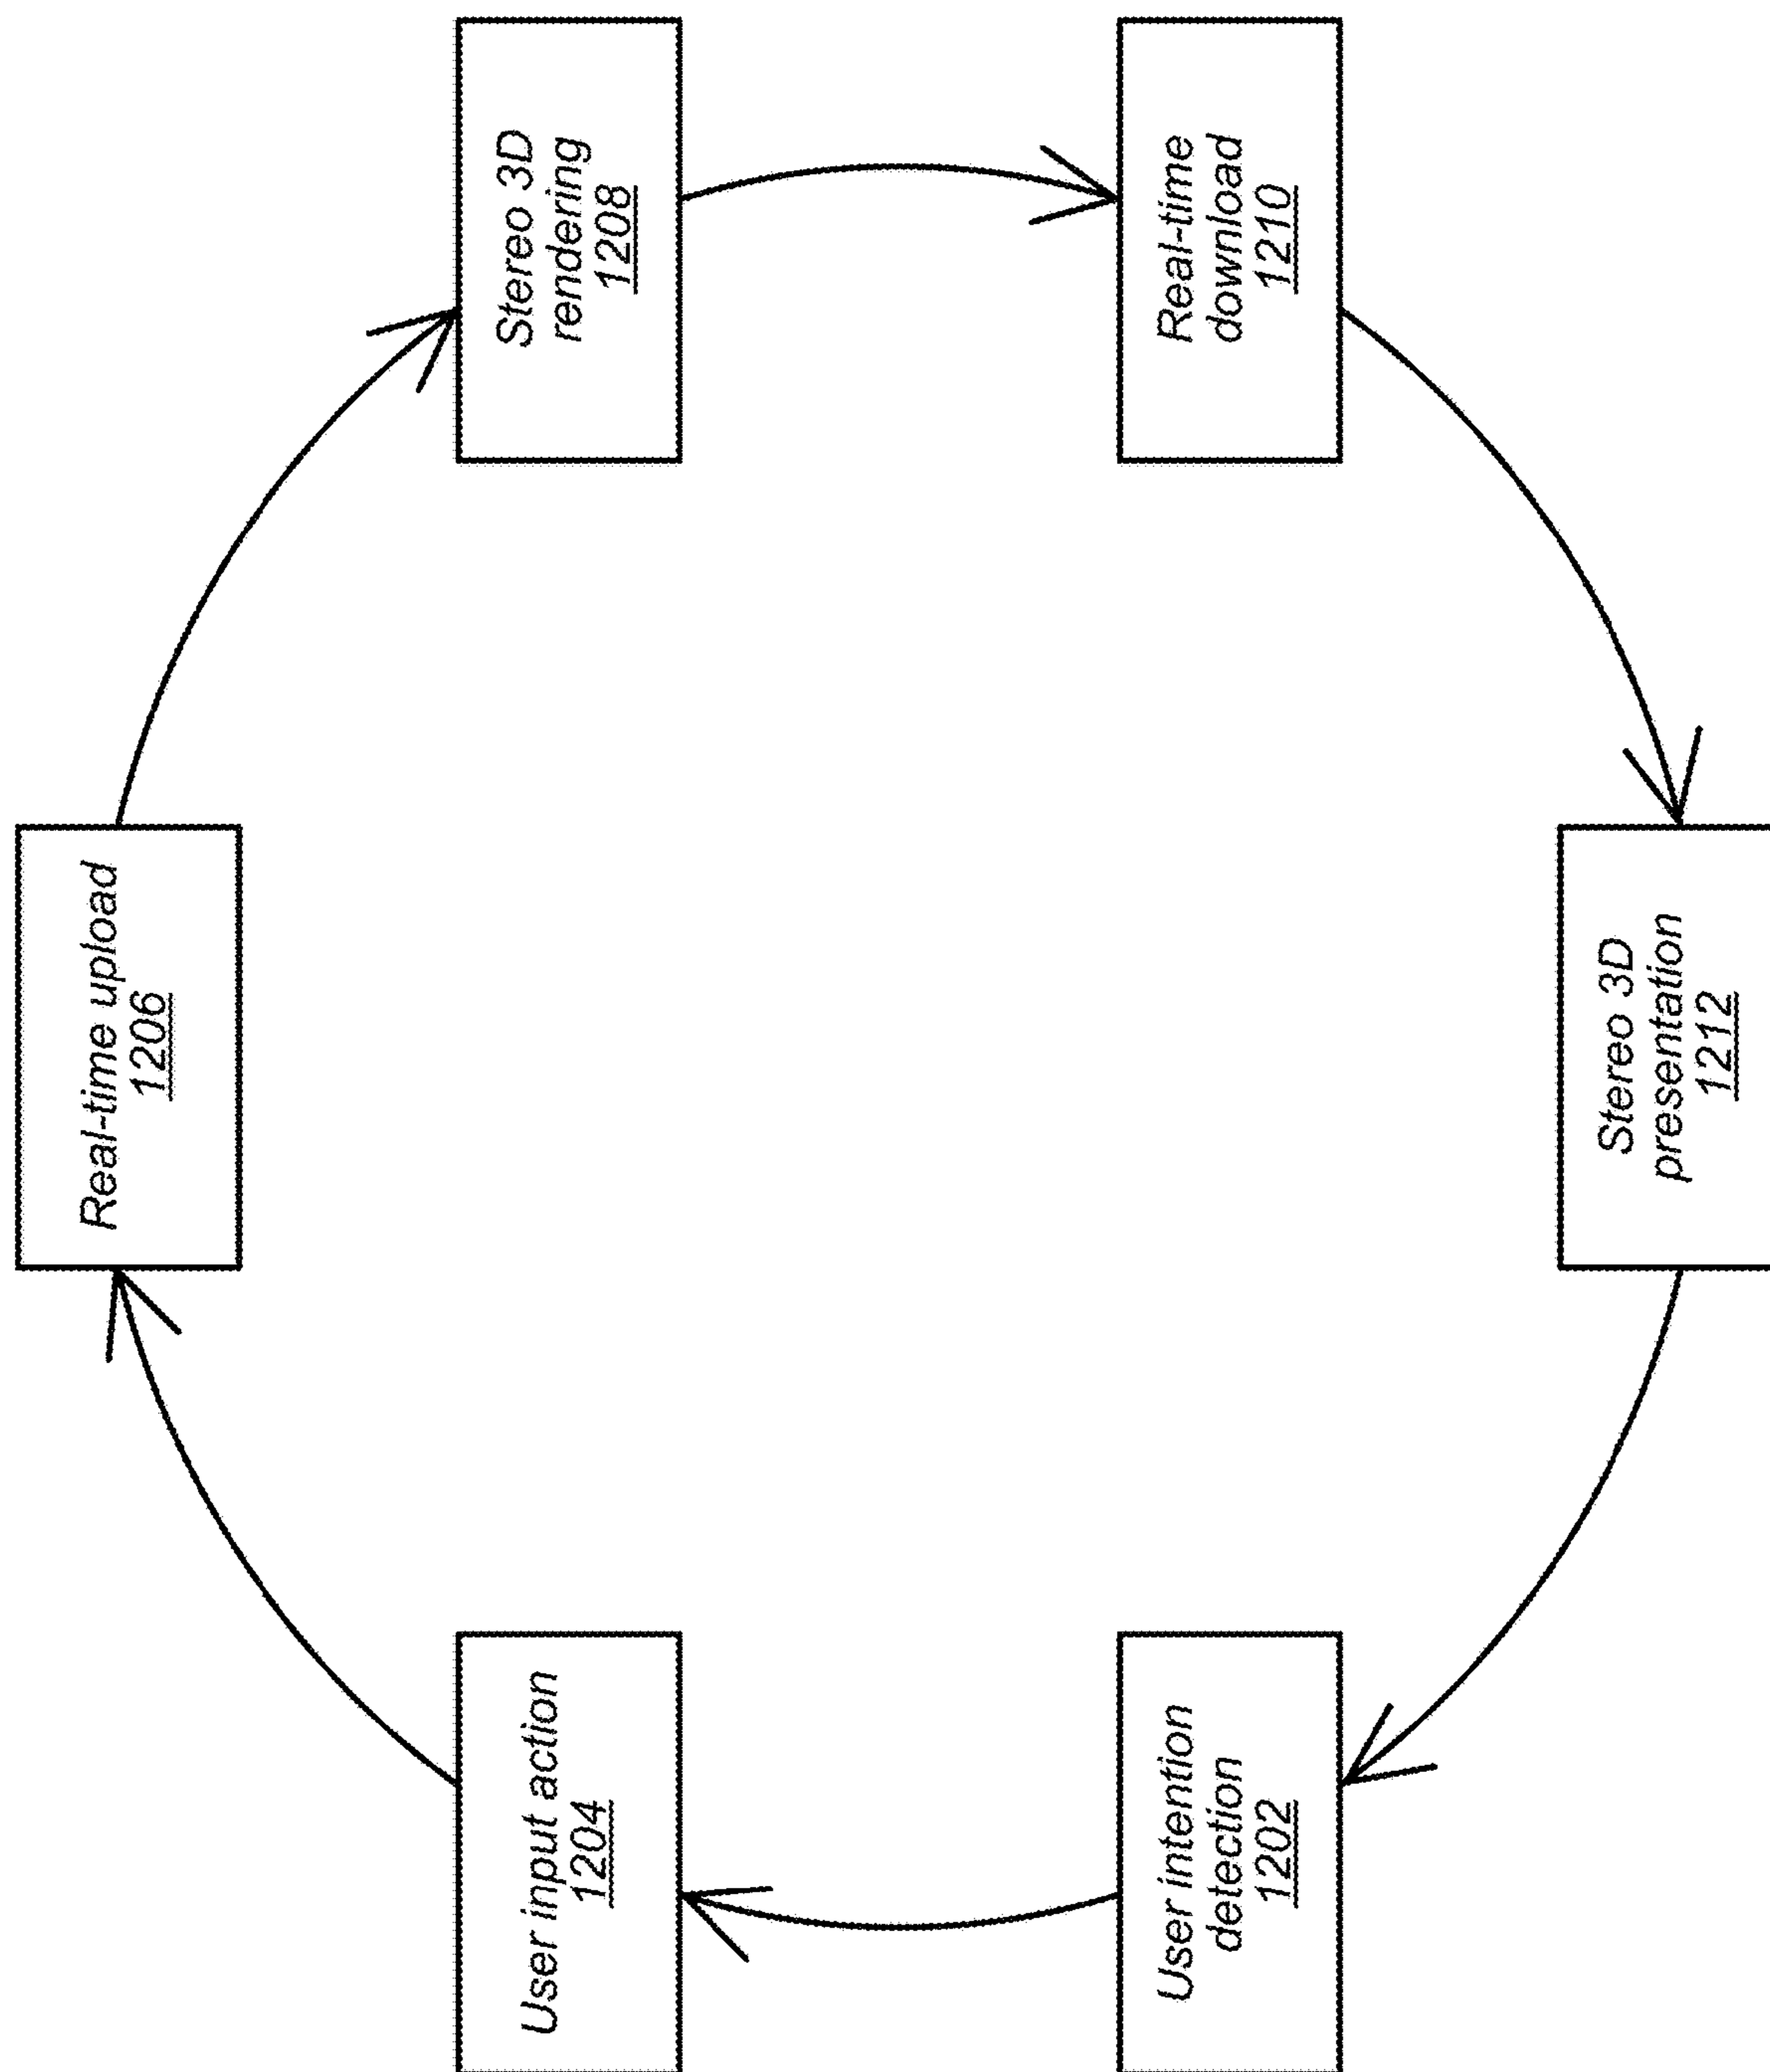 Real-time upload
1206
User input action
1204
Stereo 3D
rendering
1208
User intention
detection
1202
Real-time
download
1210
Stereo 3D
presentation
1212